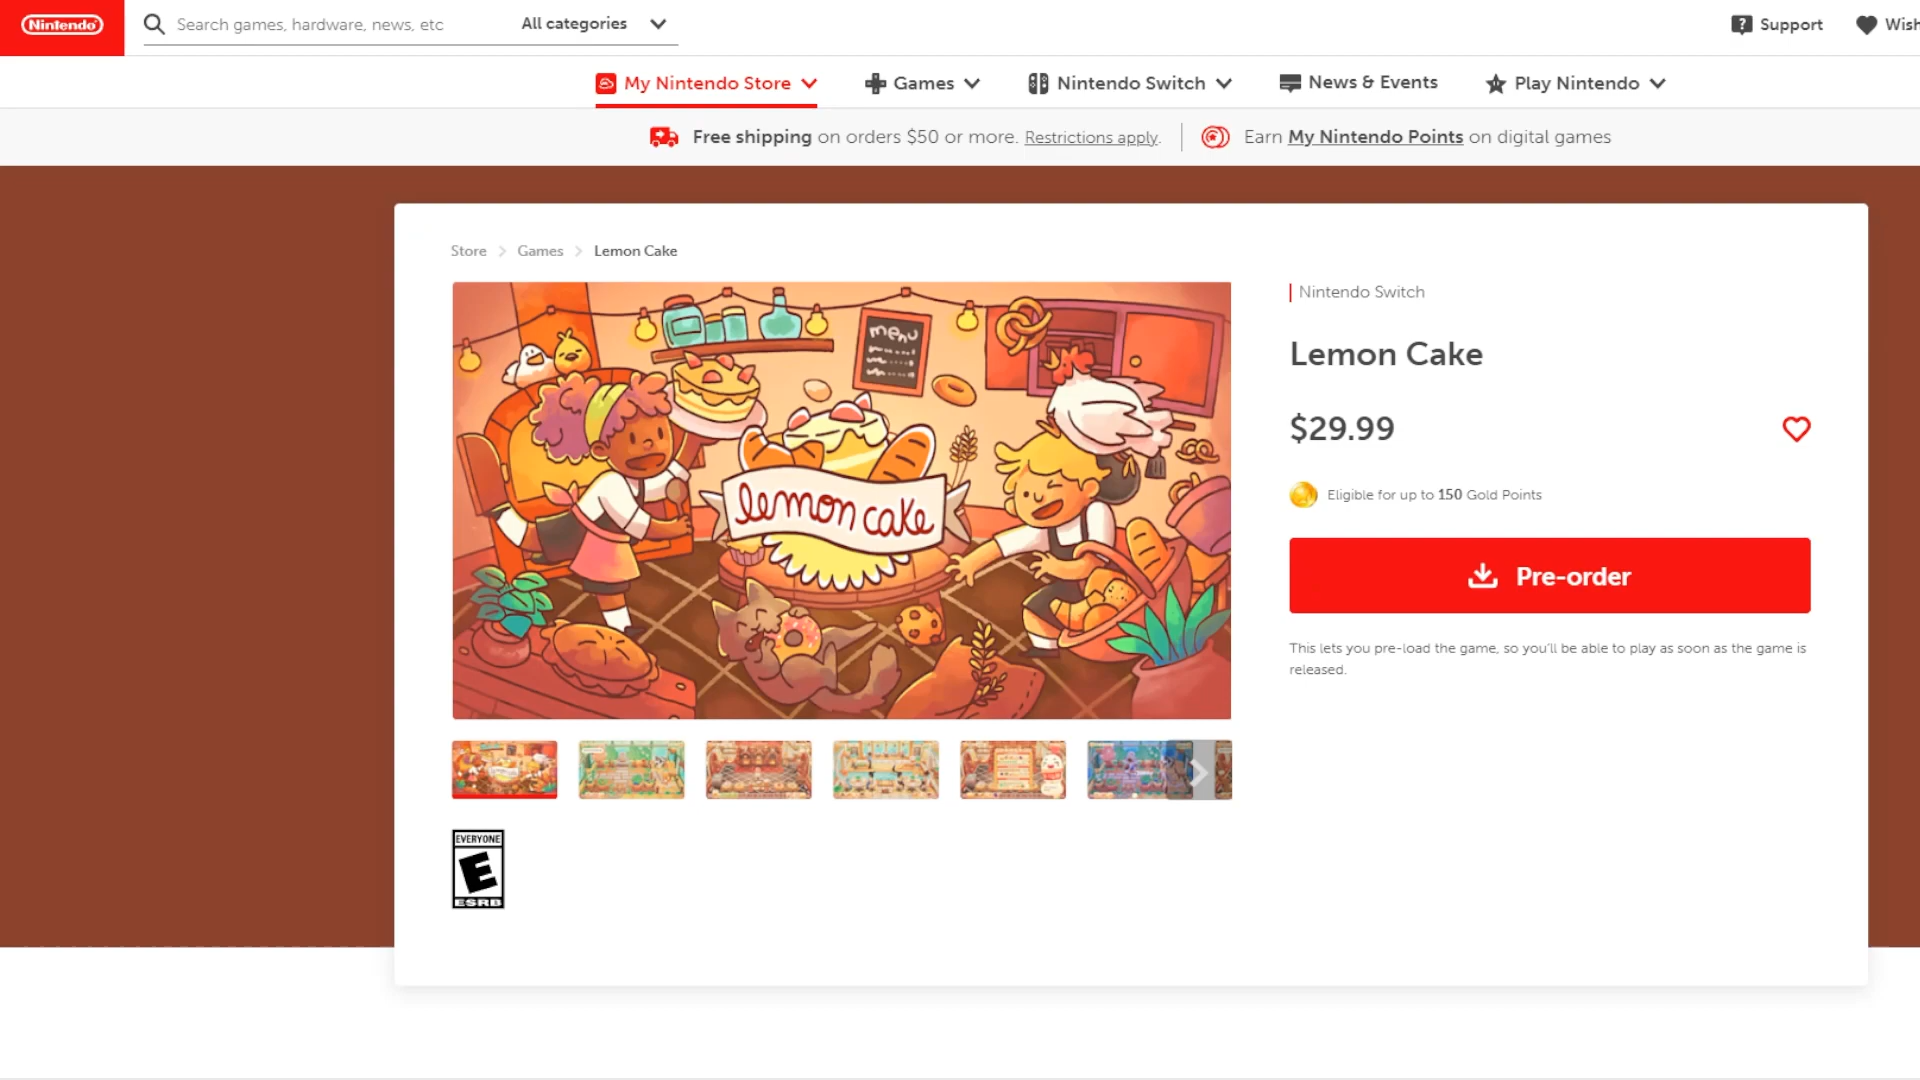 Nintendo
Search games, hardware, news, etc
All categories
Support
Wish
My Nintendo Store
Games
Nintendo Switch
News & Events
Play Nintendo
Free shipping on orders $50 or more. Restrictions apply.
Earn My Nintendo Points on digital games
Store
Games
Lemon Cake
menu
lemon cake
Nintendo Switch
Lemon Cake
$29.99
Eligible for up to 150 Gold Points
Pre-order
This lets you pre-load the game, so you'll be able to play as soon as the game is
released.
EVERYONE
E
ESRB